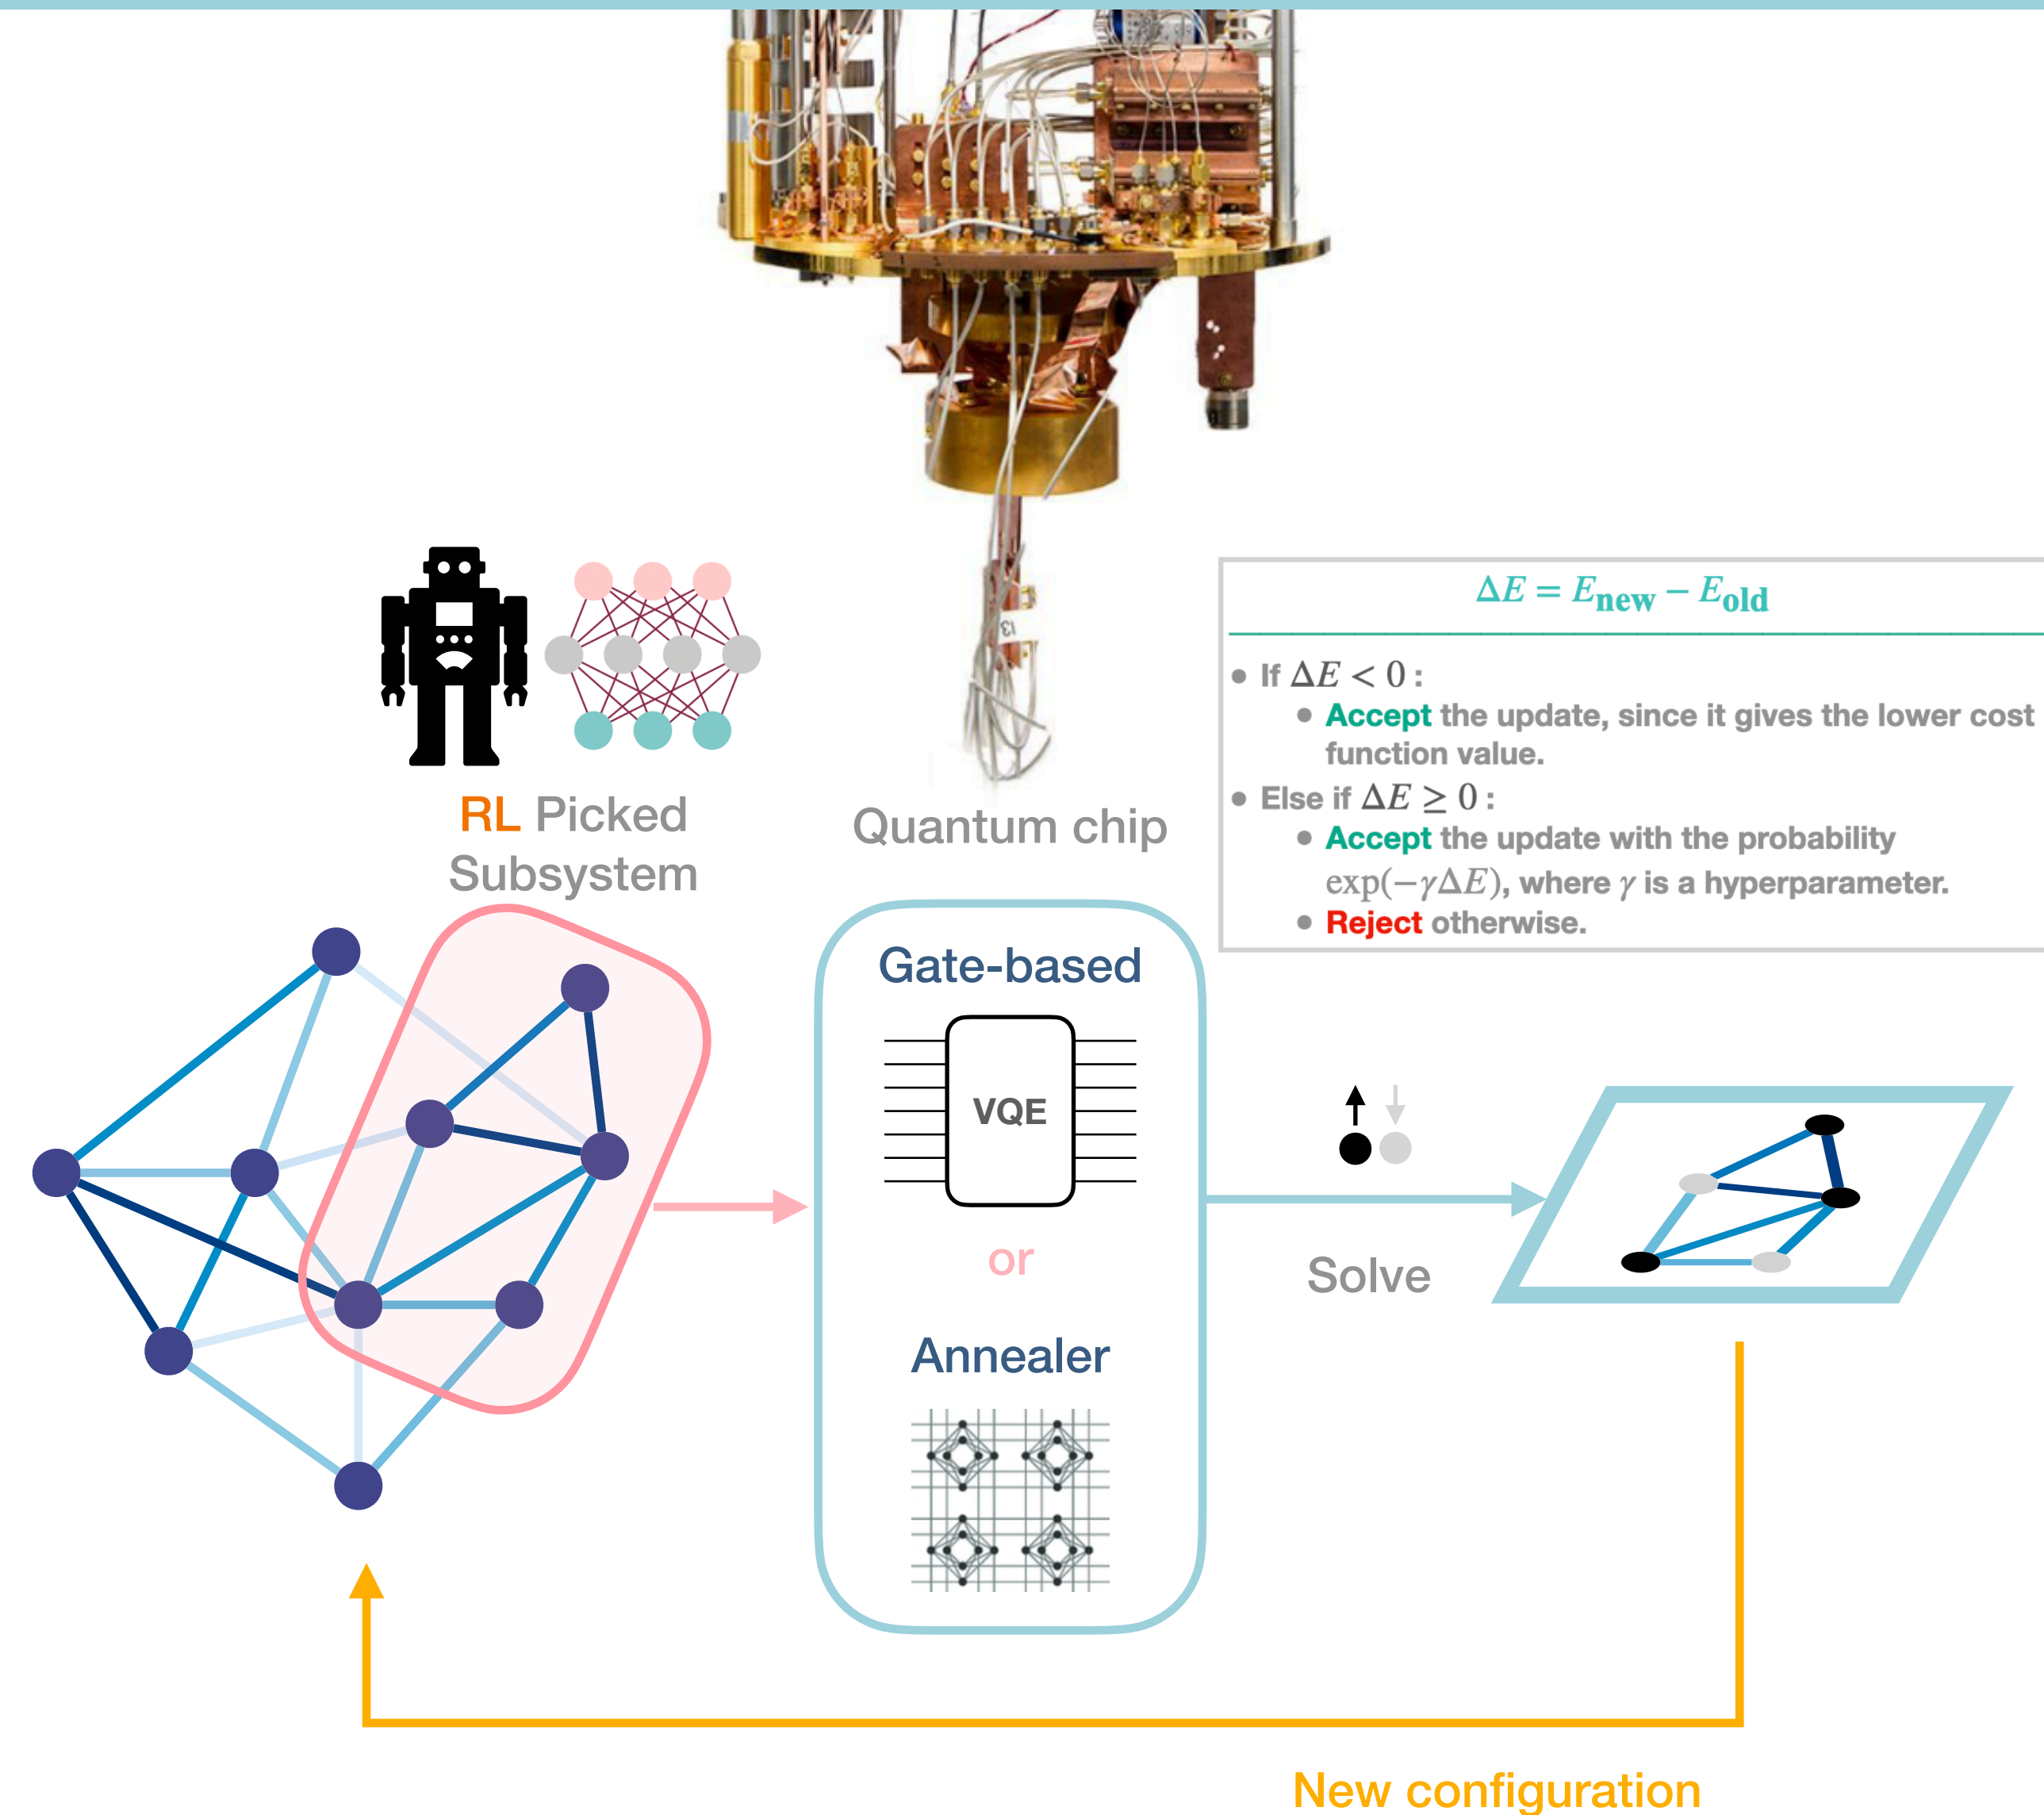 RL Picked
Subsystem
Quantum chip
ΔE = E_new − E_old
• If ΔE < 0 :
• Accept the update, since it gives the lower cost
function value.
• Else if ΔE ≥ 0 :
• Accept the update with the probability
exp(−γΔE), where γ is a hyperparameter.
• Reject otherwise.
Gate-based
VQE
or
Annealer
Solve
New configuration